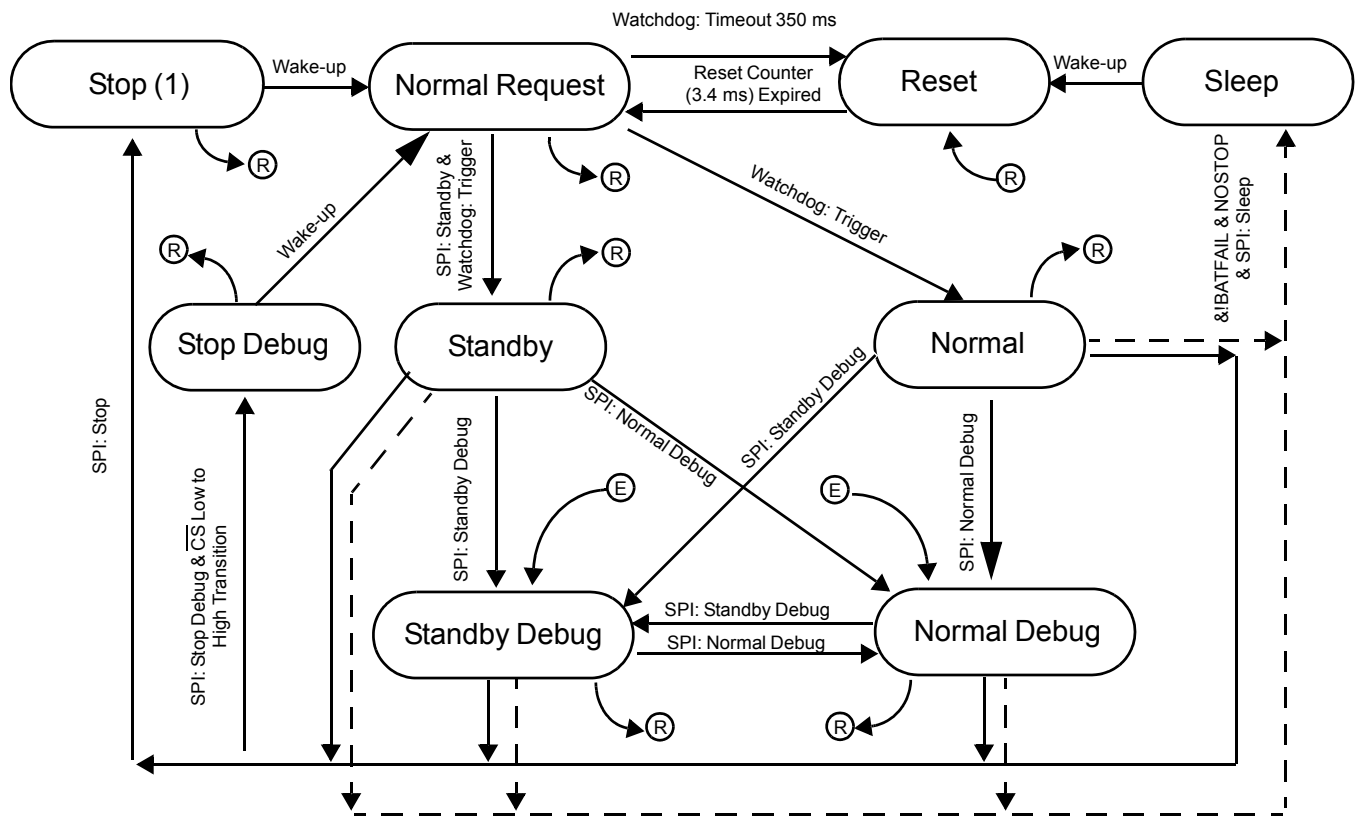 Watchdog: Timeout 350 ms
Stop (1)
Wake-up
Normal Request
Reset Counter
(3.4 ms) Expired
Reset
Wake-up
Sleep
R
R
R
SPI: Standby &
Watchdog: Trigger
Watchdog: Trigger
&!BATFAIL & NOSTOP
& SPI: Sleep
Wake-up
R
R
R
Stop Debug
Standby
Normal
SPI: Stop
SPI: Stop Debug & CS Low to
High Transition
SPI: Standby Debug
SPI: Normal Debug
SPI: Standby Debug
SPI: Normal Debug
E
E
Standby Debug
SPI: Standby Debug
SPI: Normal Debug
Normal Debug
R
R